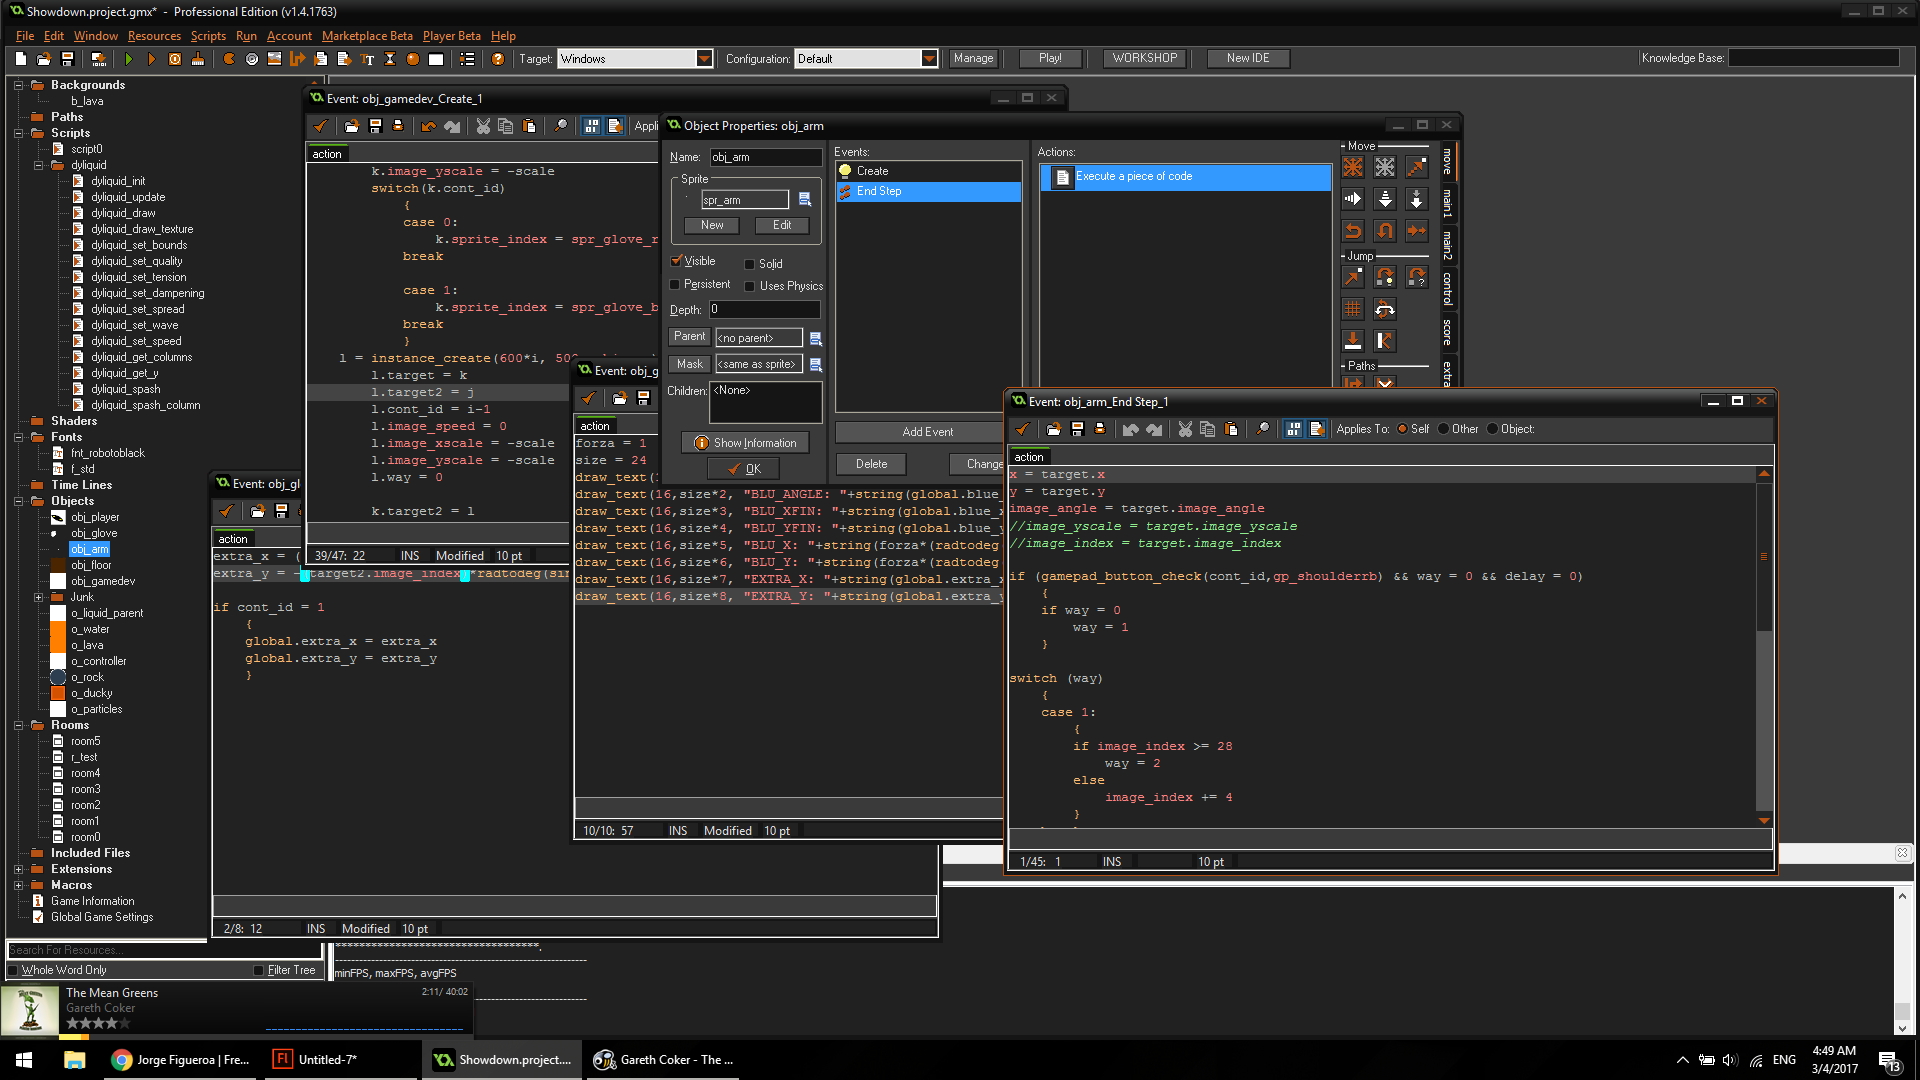 Showdown.project.gmx*  -  Professional Edition (v1.4.1763)
File Edit Window Resources Scripts Run Account Marketplace Beta Player Beta Help
Target: Windows Configuration: Default Manage Play! WORKSHOP New IDE Knowledge Base:
Backgrounds
b_lava
Paths
Scripts
script0
dyliquid
dyliquid_init
dyliquid_update
dyliquid_draw
dyliquid_draw_texture
dyliquid_set_bounds
dyliquid_set_quality
dyliquid_set_tension
dyliquid_set_dampening
dyliquid_set_spread
dyliquid_set_wave
dyliquid_set_speed
dyliquid_get_columns
dyliquid_get_y
dyliquid_spash
dyliquid_spash_column
Shaders
Fonts
fnt_robotoblack
f_std
Time Lines
Objects
obj_player
obj_glove
obj_arm
obj_floor
obj_gamedev
Junk
o_liquid_parent
o_water
o_lava
o_controller
o_rock
o_ducky
o_particles
Rooms
room5
r_test
room4
room3
room2
room1
room0
Included Files
Extensions
Macros
Game Information
Global Game Settings
Search For Resources...
Whole Word Only Filter Tree
Event: obj_gamedev_Create_1
Appli
action
k.image_yscale = -scale
switch(k.cont_id)
{
case 0:
k.sprite_index = spr_glove_r
break
case 1:
k.sprite_index = spr_glove_b
break
}
l = instance_create(600*i, 500
l.target = k
l.target2 = j
l.cont_id = i-1
l.image_speed = 0
l.image_xscale = -scale
l.image_yscale = -scale
l.way = 0
k.target2 = l
39/47: 22 INS Modified 10 pt
Event: obj_gl
action
extra_x = (
extra_y = -(target2.image_index)*radtodeg(sin
if cont_id = 1
{
global.extra_x = extra_x
global.extra_y = extra_y
}
2/8: 12 INS Modified 10 pt
Event: obj_g
action
forza = 1
size = 24
draw_text(
draw_text(16,size*2, "BLU_ANGLE: "+string(global.blue_
draw_text(16,size*3, "BLU_XFIN: "+string(global.blue_x
draw_text(16,size*4, "BLU_YFIN: "+string(global.blue_y
draw_text(16,size*5, "BLU_X: "+string(forza*(radtodeg(
draw_text(16,size*6, "BLU_Y: "+string(forza*(radtodeg(
draw_text(16,size*7, "EXTRA_X: "+string(global.extra_x
draw_text(16,size*8, "EXTRA_Y: "+string(global.extra_y
10/10: 57 INS Modified 10 pt
Object Properties: obj_arm
Name: obj_arm
Sprite
spr_arm
New Edit
Visible Solid
Persistent Uses Physics
Depth: 0
Parent <no parent>
Mask <same as sprite>
Children: <None>
Show Information
OK
Events:
Create
End Step
Add Event
Delete Change
Actions:
Execute a piece of code
Move
Jump
Paths
move
main1
main2
control
score
extra
Event: obj_arm_End Step_1
Applies To: Self Other Object:
action
x = target.x
y = target.y
image_angle = target.image_angle
//image_yscale = target.image_yscale
//image_index = target.image_index
if (gamepad_button_check(cont_id,gp_shoulderrb) && way = 0 && delay = 0)
{
if way = 0
way = 1
}
switch (way)
{
case 1:
{
if image_index >= 28
way = 2
else
image_index += 4
}
1/45: 1 INS 10 pt
minFPS, maxFPS, avgFPS
The Mean Greens 2:11/ 40:02
Gareth Coker
Jorge Figueroa | Fre...
Untitled-7*
Showdown.project....
Gareth Coker - The ...
ENG
4:49 AM
3/4/2017
13